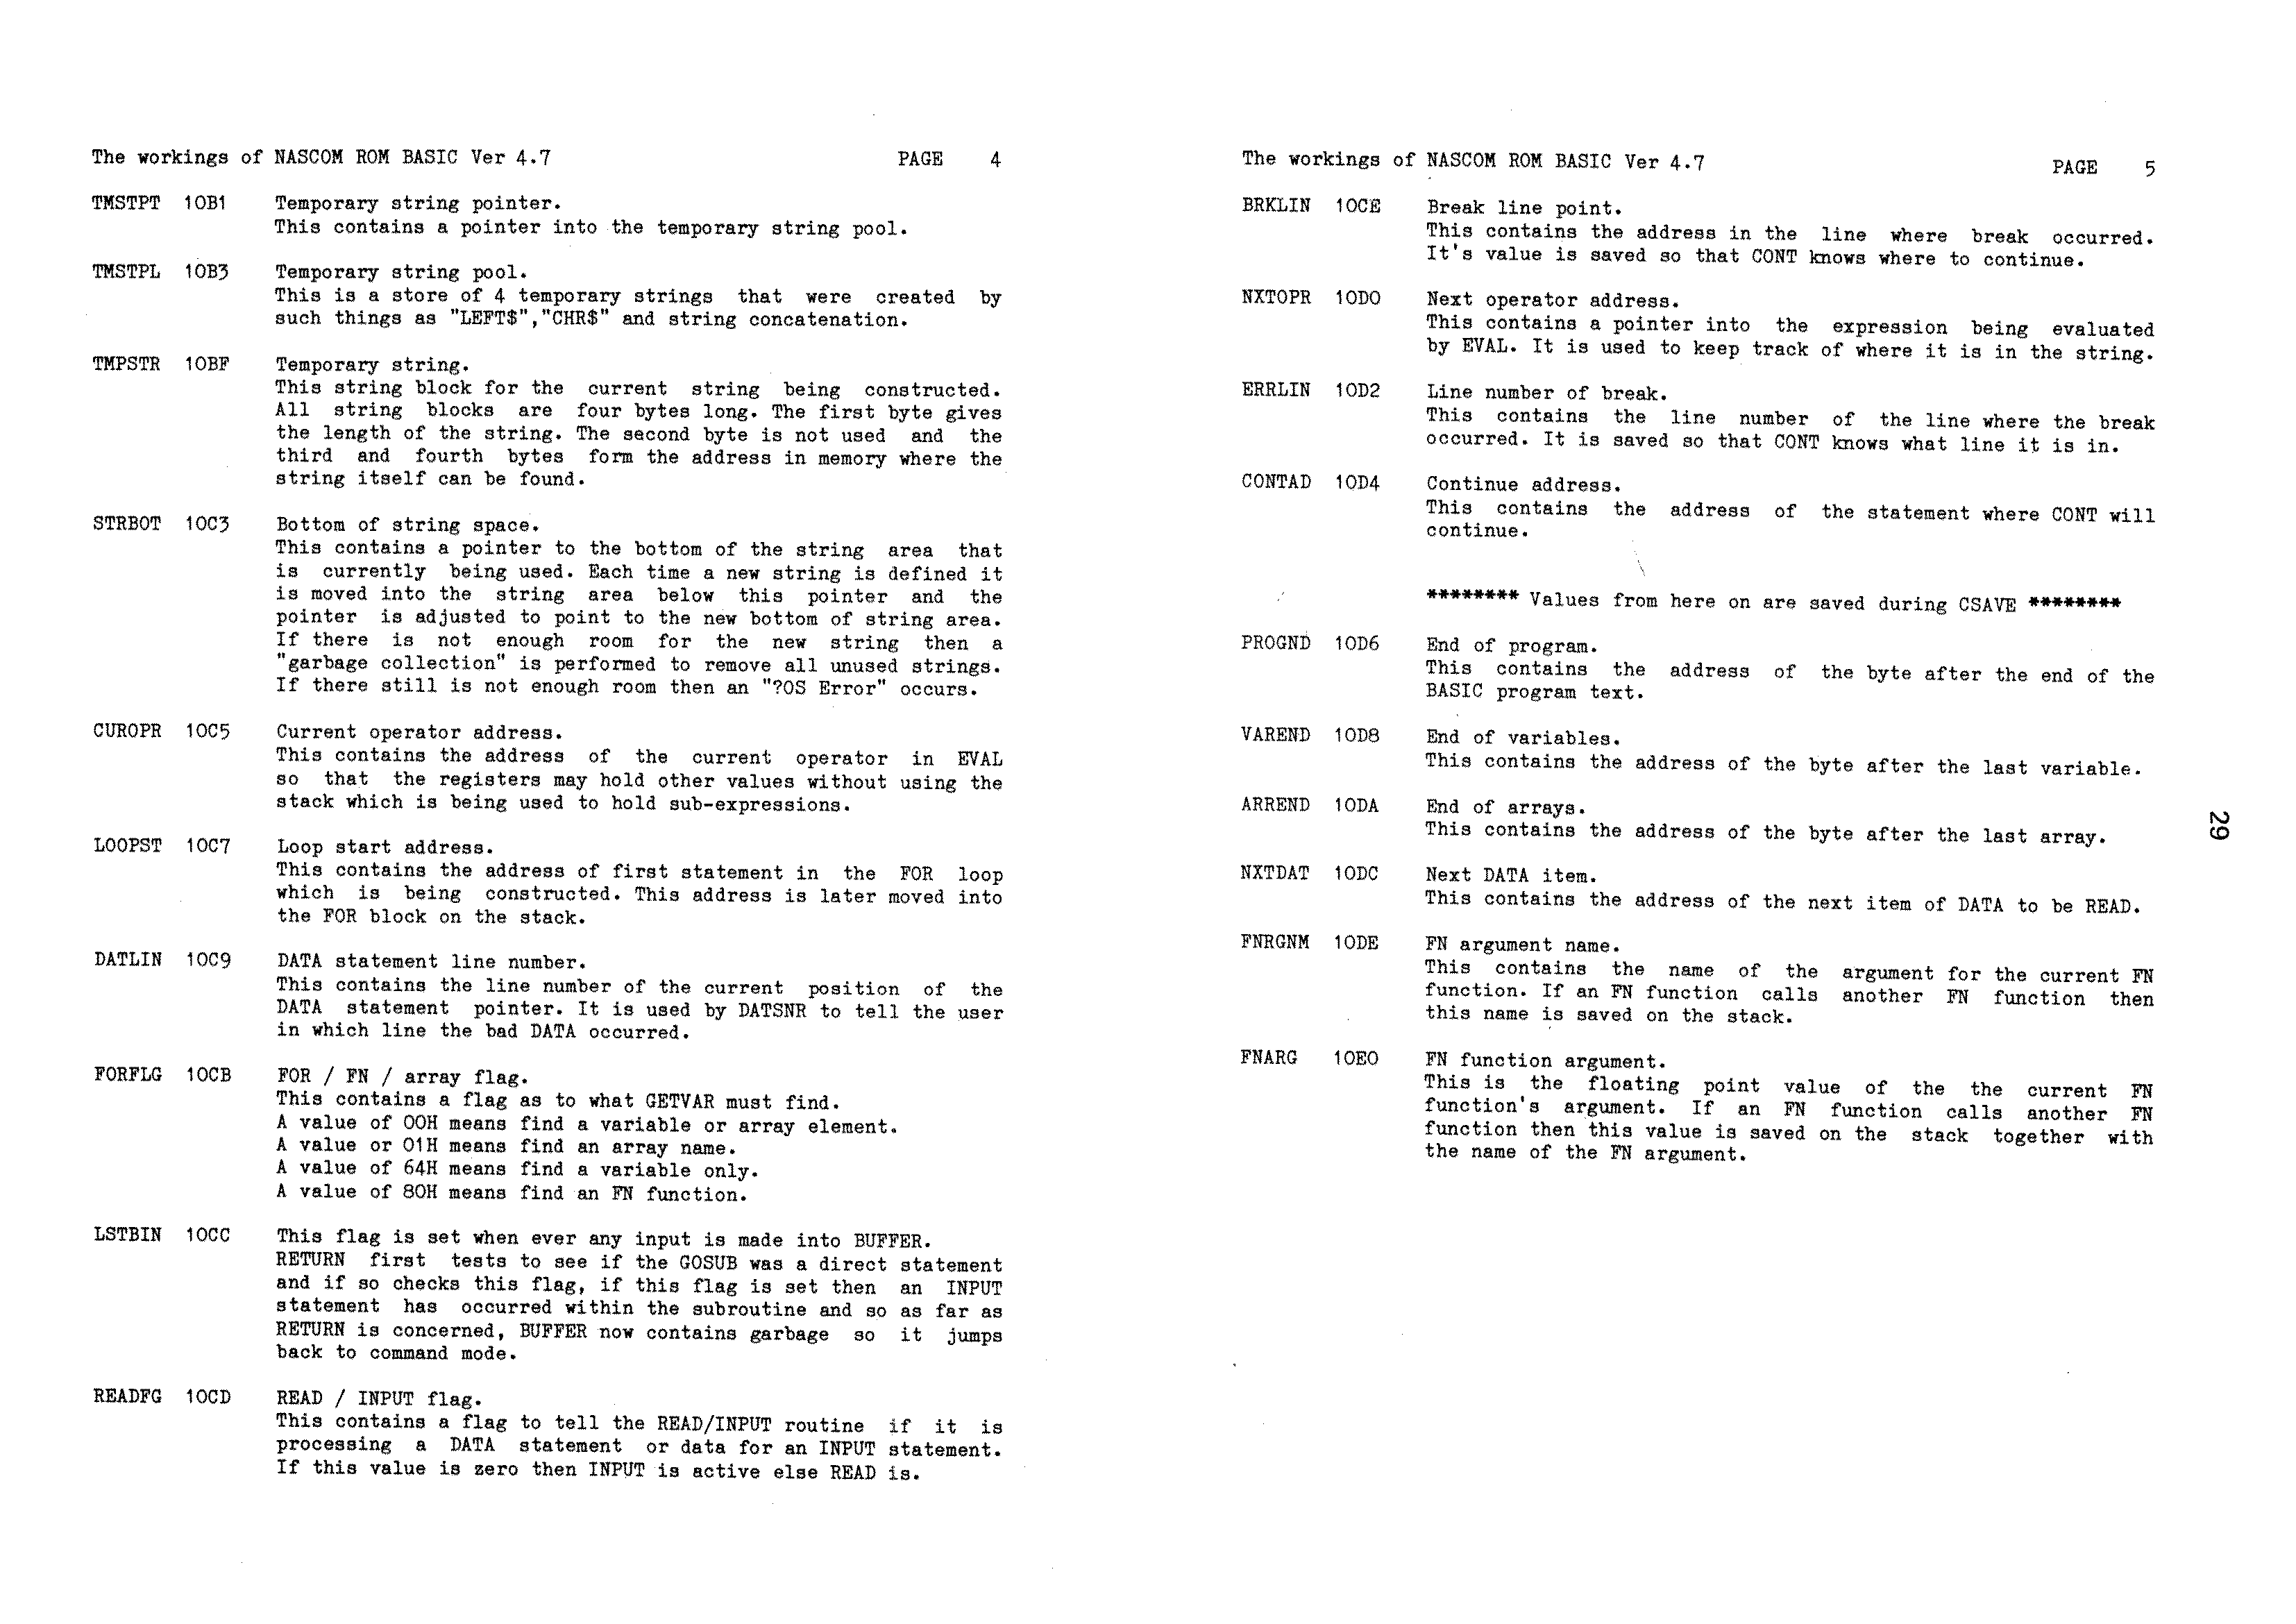 The workings of NASCOM ROM BASIC Ver 4.7 PAGE 4
TMSTPT 10B1 Temporary string pointer.
This contains a pointer into the temporary string pool.
TMSTPL 10B3 Temporary string pool.
This is a store of 4 temporary strings that were created by
such things as "LEFT$","CHR$" and string concatenation.
TMPSTR 10BF Temporary string.
This string block for the current string being constructed.
All string blocks are four bytes long. The first byte gives
the length of the string. The second byte is not used and the
third and fourth bytes form the address in memory where the
string itself can be found.
STRBOT 10C3 Bottom of string space.
This contains a pointer to the bottom of the string area that
is currently being used. Each time a new string is defined it
is moved into the string area below this pointer and the
pointer is adjusted to point to the new bottom of string area.
If there is not enough room for the new string then a
"garbage collection" is performed to remove all unused strings.
If there still is not enough room then an "?OS Error" occurs.
CUROPR 10C5 Current operator address.
This contains the address of the current operator in EVAL
so that the registers may hold other values without using the
stack which is being used to hold sub-expressions.
LOOPST 10C7 Loop start address.
This contains the address of first statement in the FOR loop
which is being constructed. This address is later moved into
the FOR block on the stack.
DATLIN 10C9 DATA statement line number.
This contains the line number of the current position of the
DATA statement pointer. It is used by DATSNR to tell the user
in which line the bad DATA occurred.
FORFLG 10CB FOR / FN / array flag.
This contains a flag as to what GETVAR must find.
A value of 00H means find a variable or array element.
A value or 01H means find an array name.
A value of 64H means find a variable only.
A value of 80H means find an FN function.
LSTBIN 10CC This flag is set when ever any input is made into BUFFER.
RETURN first tests to see if the GOSUB was a direct statement
and if so checks this flag, if this flag is set then an INPUT
statement has occurred within the subroutine and so as far as
RETURN is concerned, BUFFER now contains garbage so it jumps
back to command mode.
READFG 10CD READ / INPUT flag.
This contains a flag to tell the READ/INPUT routine if it is
processing a DATA statement or data for an INPUT statement.
If this value is zero then INPUT is active else READ is.
The workings of NASCOM ROM BASIC Ver 4.7 PAGE 5
BRKLIN 10CE Break line point.
This contains the address in the line where break occurred.
It's value is saved so that CONT knows where to continue.
NXTOPR 10D0 Next operator address.
This contains a pointer into the expression being evaluated
by EVAL. It is used to keep track of where it is in the string.
ERRLIN 10D2 Line number of break.
This contains the line number of the line where the break
occurred. It is saved so that CONT knows what line it is in.
CONTAD 10D4 Continue address.
This contains the address of the statement where CONT will
continue.
******** Values from here on are saved during CSAVE ********
PROGND 10D6 End of program.
This contains the address of the byte after the end of the
BASIC program text.
VAREND 10D8 End of variables.
This contains the address of the byte after the last variable.
ARREND 10DA End of arrays.
This contains the address of the byte after the last array.
NXTDAT 10DC Next DATA item.
This contains the address of the next item of DATA to be READ.
FNRGNM 10DE FN argument name.
This contains the name of the argument for the current FN
function. If an FN function calls another FN function then
this name is saved on the stack.
FNARG 10E0 FN function argument.
This is the floating point value of the the current FN
function's argument. If an FN function calls another FN
function then this value is saved on the stack together with
the name of the FN argument.
29